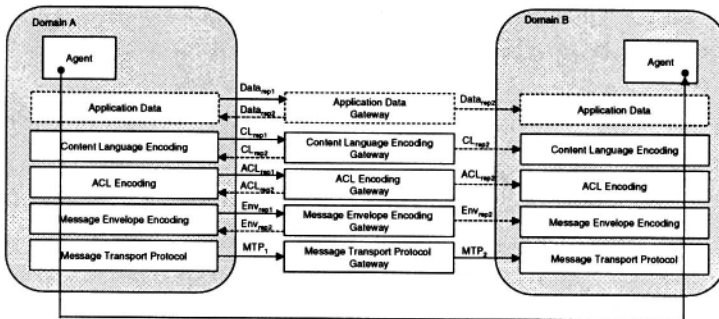 Domain A
Domain B
Agent
Agent
Data_rep1
Application Data
Data_rep2
Application Data
Gateway
Data_rep2
Application Data
CL_rep1
Content Language Encoding
CL_rep2
Content Language Encoding
Gateway
CL_rep2
Content Language Encoding
ACL_rep1
ACL Encoding
ACL_rep2
ACL Encoding
Gateway
ACL_rep2
ACL Encoding
Env_rep1
Message Envelope Encoding
Env_rep2
Message Envelope Encoding
Gateway
Env_rep2
Message Envelope Encoding
Message Transport Protocol
MTP_1
Message Transport Protocol
Gateway
MTP_2
Message Transport Protocol